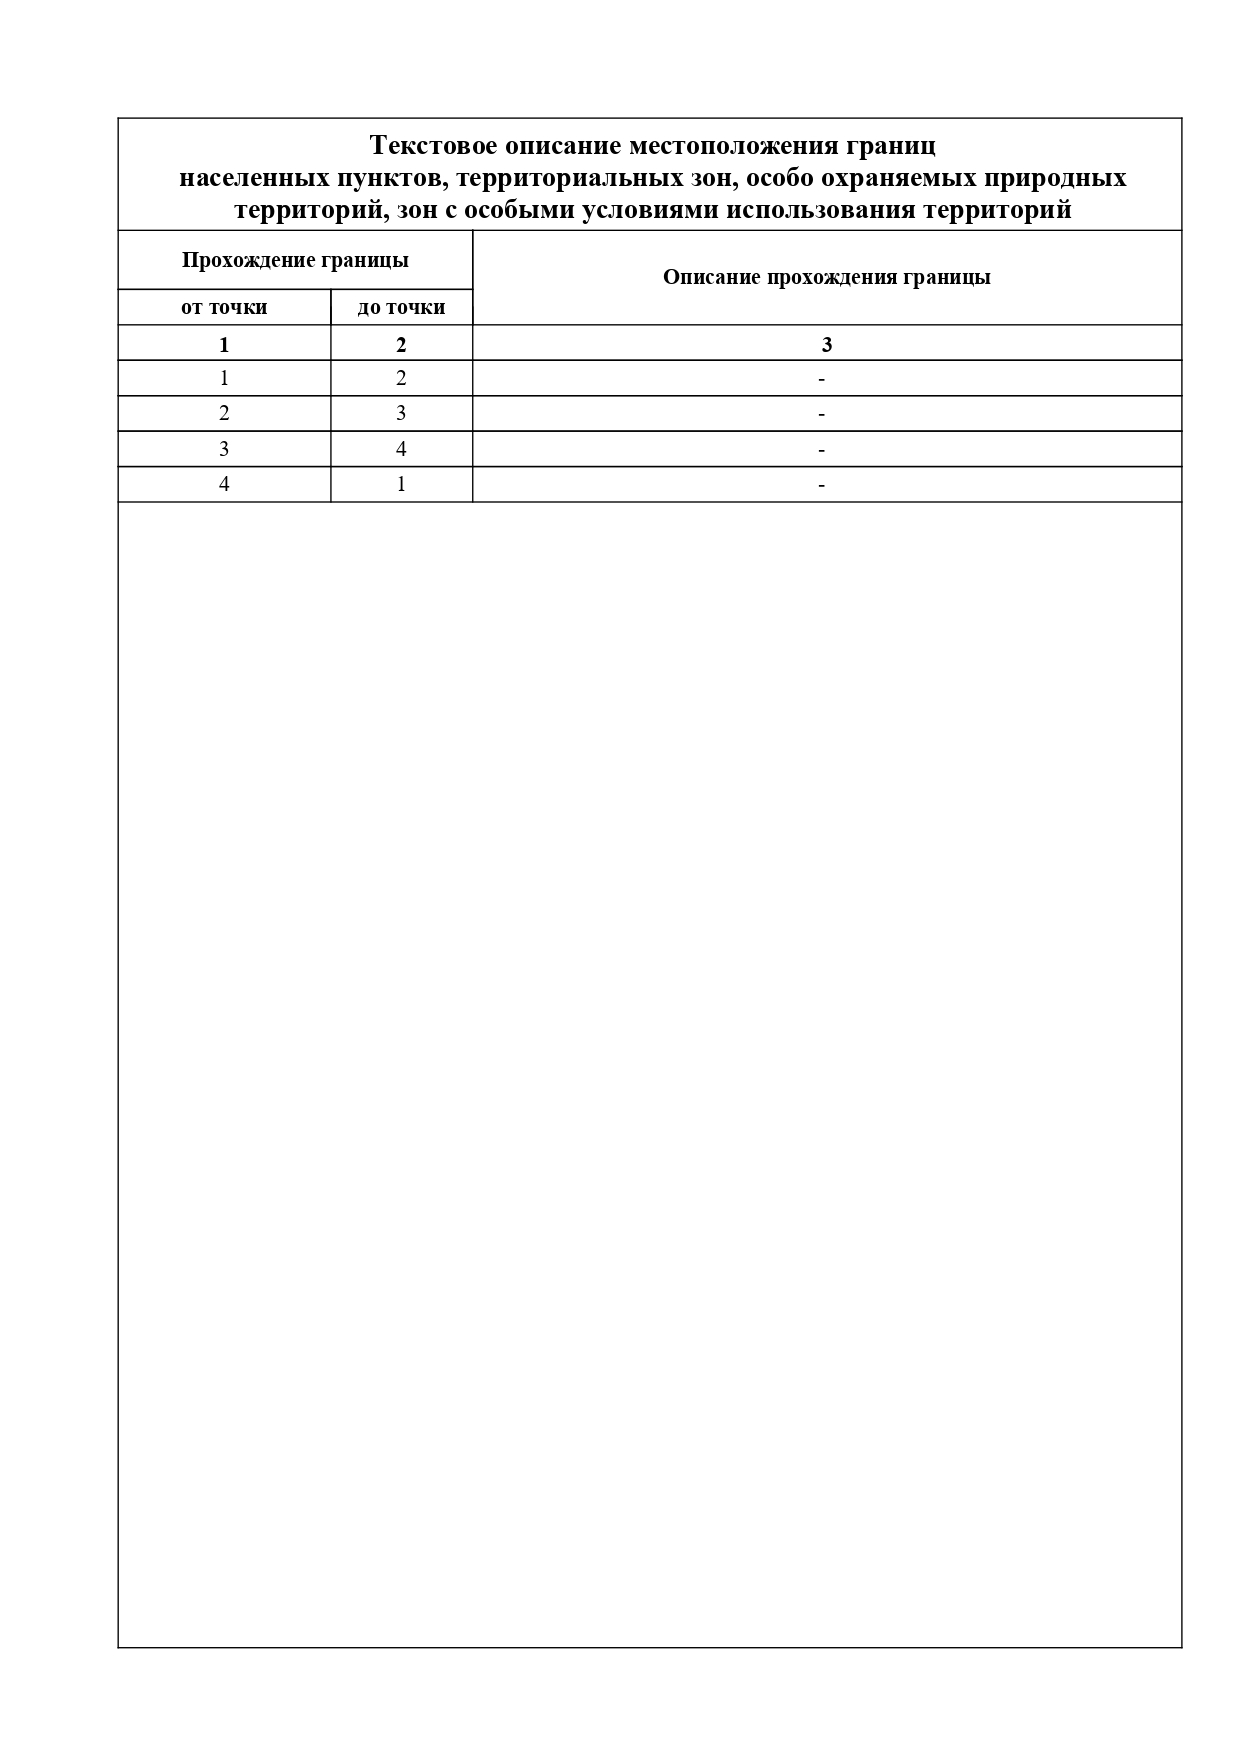 Текстовое описание местоположения границ
населенных пунктов, территориальных зон, особо охраняемых природных
территорий, зон с особыми условиями использования территорий
Прохождение границы
Описание прохождения границы
от точки до точки
1 2 3
1 2 -
2 3 -
3 4 -
4 1 -